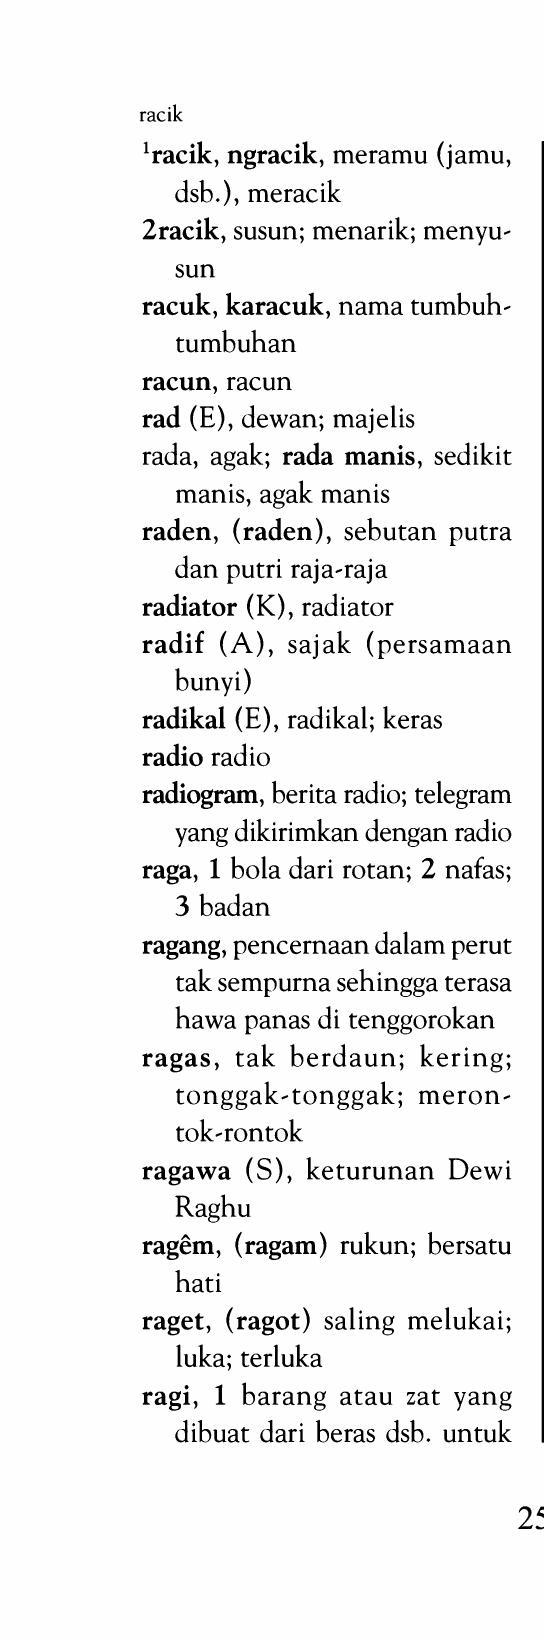 racik
¹racik, ngracik, meramu (jamu,
dsb.), meracik
2racik, susun; menarik; menyu-
sun
racuk, karacuk, nama tumbuh-
tumbuhan
racun, racun
rad (E), dewan; majelis
rada, agak; rada manis, sedikit
manis, agak manis
raden, (raden), sebutan putra
dan putri raja-raja
radiator (K), radiator
radif (A), sajak (persamaan
bunyi)
radikal (E), radikal; keras
radio radio
radiogram, berita radio; telegram
yang dikirimkan dengan radio
raga, 1 bola dari rotan; 2 nafas;
3 badan
ragang, pencernaan dalam perut
tak sempurna sehingga terasa
hawa panas di tenggorokan
ragas, tak berdaun; kering;
tonggak-tonggak; meron-
tok-rontok
ragawa (S), keturunan Dewi
Raghu
ragêm, (ragam) rukun; bersatu
hati
raget, (ragot) saling melukai;
luka; terluka
ragi, 1 barang atau zat yang
dibuat dari beras dsb. untuk